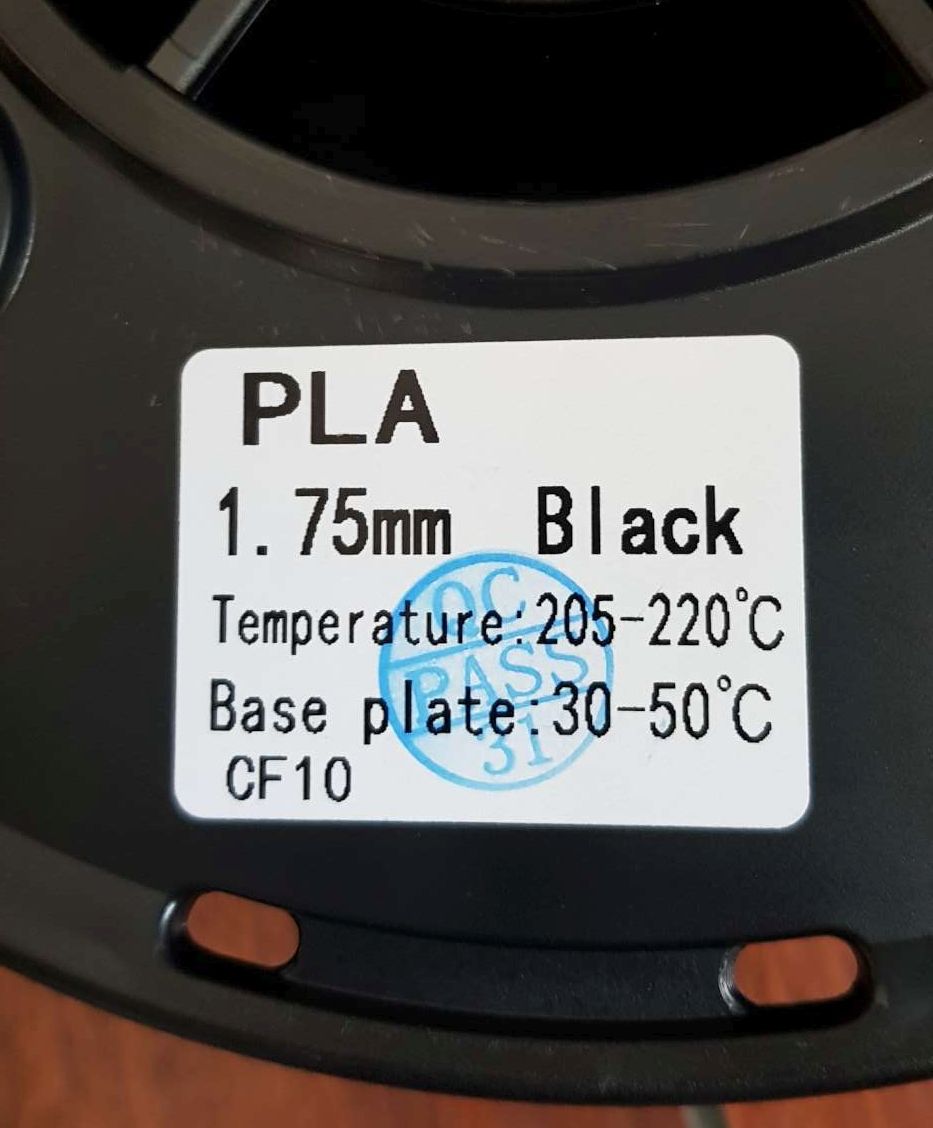 PLA
1.75mm Black
Temperature:205-220℃
Base plate:30-50℃
CF10
QC
PASS
31